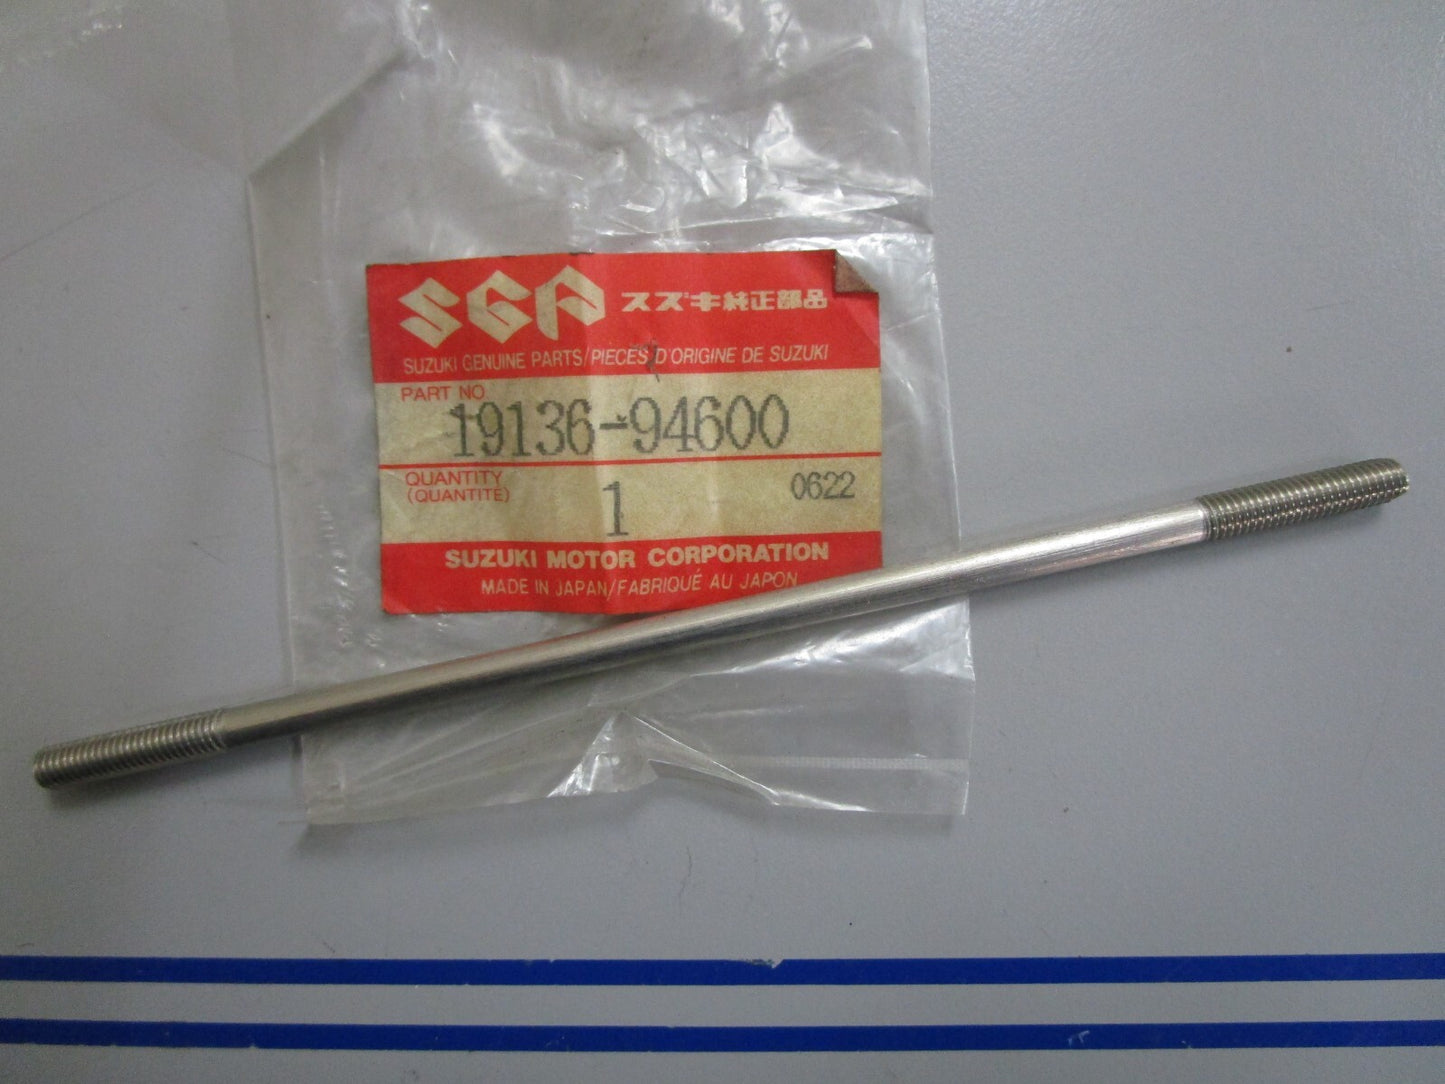 SGP スズキ純正部品
SUZUKI GENUINE PARTS/PIECES D'ORIGINE DE SUZUKI
PART NO.
19136-94600
QUANTITY
(QUANTITE)
1
0622
SUZUKI MOTOR CORPORATION
MADE IN JAPAN/FABRIQUÉ AU JAPON